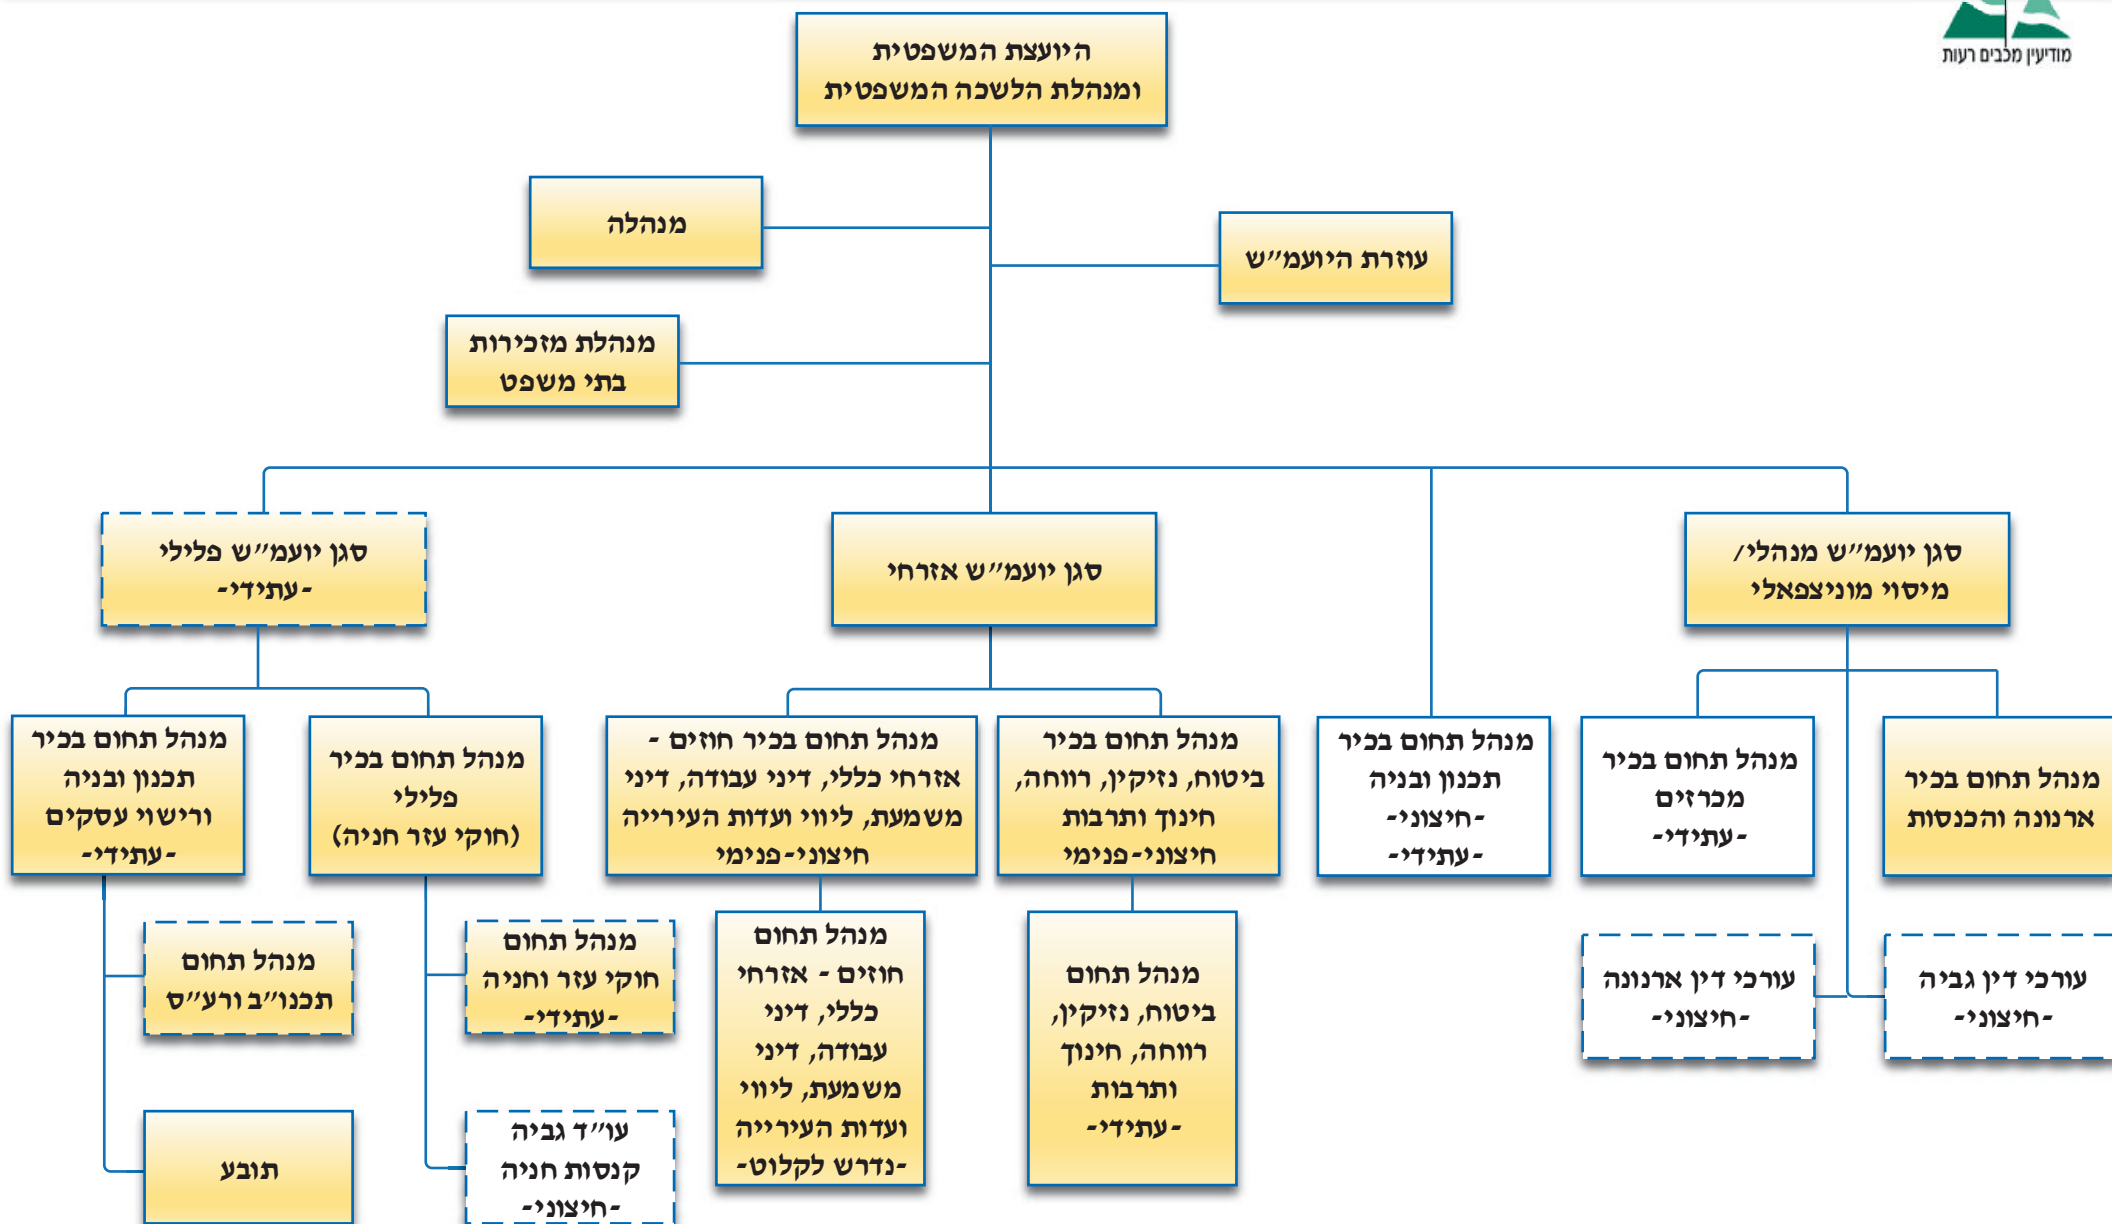 מודיעין מכבים רעות
היועצת המשפטית
ומנהלת הלשכה המשפטית
מנהלה
עוזרת היועמ״ש
מנהלת מזכירות
בתי משפט
סגן יועמ״ש מנהלי/
מיסוי מוניצפאלי
סגן יועמ״ש אזרחי
סגן יועמ״ש פלילי
-עתידי-
מנהל תחום בכיר
ארנונה והכנסות
מנהל תחום בכיר
מכרזים
-עתידי-
מנהל תחום בכיר
תכנון ובניה
-חיצוני-
-עתידי-
מנהל תחום בכיר
ביטוח, נזיקין, רווחה,
חינוך ותרבות
חיצוני-פנימי
מנהל תחום בכיר חוזים -
אזרחי כללי, דיני עבודה, דיני
משמעת, ליווי ועדות העירייה
חיצוני-פנימי
מנהל תחום בכיר
פלילי
(חוקי עזר חניה)
מנהל תחום בכיר
תכנון ובניה
ורישוי עסקים
-עתידי-
עורכי דין גביה
-חיצוני-
עורכי דין ארנונה
-חיצוני-
מנהל תחום
ביטוח, נזיקין,
רווחה, חינוך
ותרבות
-עתידי-
מנהל תחום
חוזים - אזרחי
כללי, דיני
עבודה, דיני
משמעת, ליווי
ועדות העירייה
-נדרש לקלוט-
מנהל תחום
חוקי עזר וחניה
-עתידי-
מנהל תחום
תכנו״ב ורע״ס
עו״ד גביה
קנסות חניה
-חיצוני-
תובע